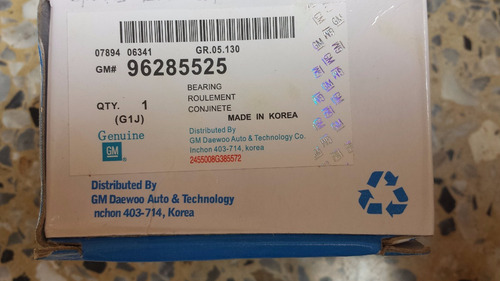 07894 06341 GR.05.130
GM# 96285525
BEARING
ROULEMENT
CONJINETE
QTY. 1
(G1J)
MADE IN KOREA
Genuine
GM
Distributed By
GM Daewoo Auto & Technology Co.
Inchon 403-714, korea
2455008G385572
Distributed By
GM Daewoo Auto & Technology
nchon 403-714, Korea